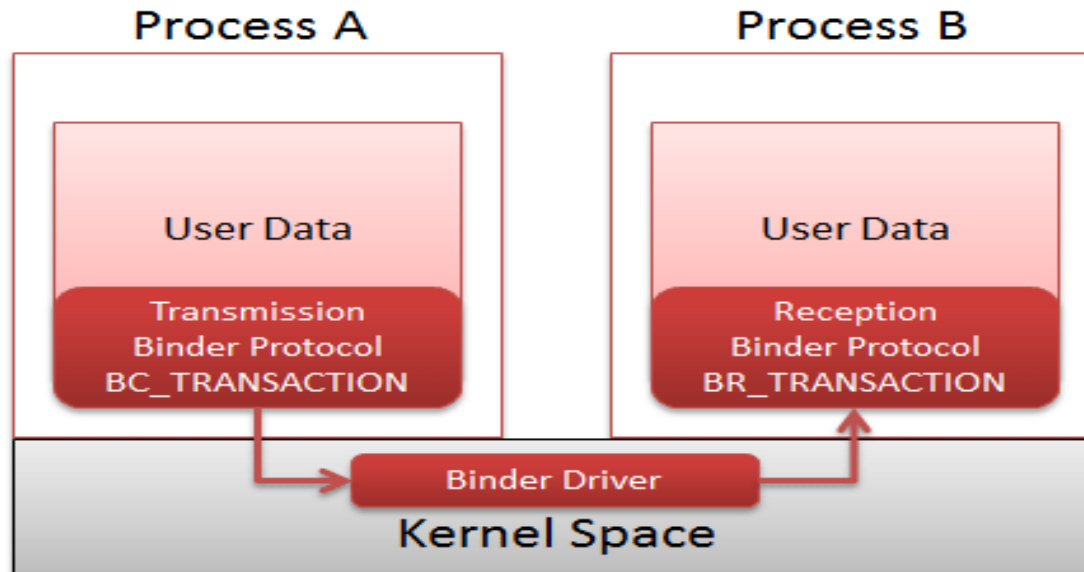 Process A
Process B
User Data
Transmission
Binder Protocol
BC_TRANSACTION
User Data
Reception
Binder Protocol
BR_TRANSACTION
Binder Driver
Kernel Space